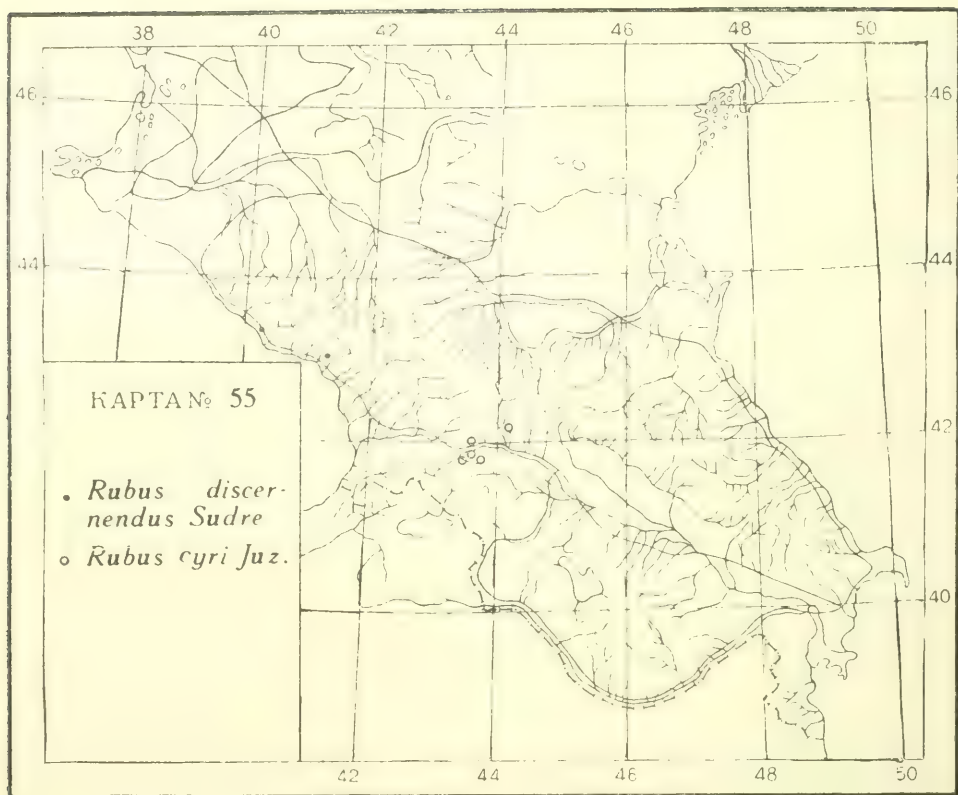 38 40 42 44 46 48 50
46 46
44 44
КАРТА № 55
42
• Rubus discer-
nendus Sudre
○ Rubus cyri Juz.
40
42 44 46 48 50